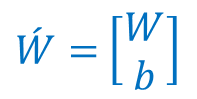 Ẃ = [W
b]